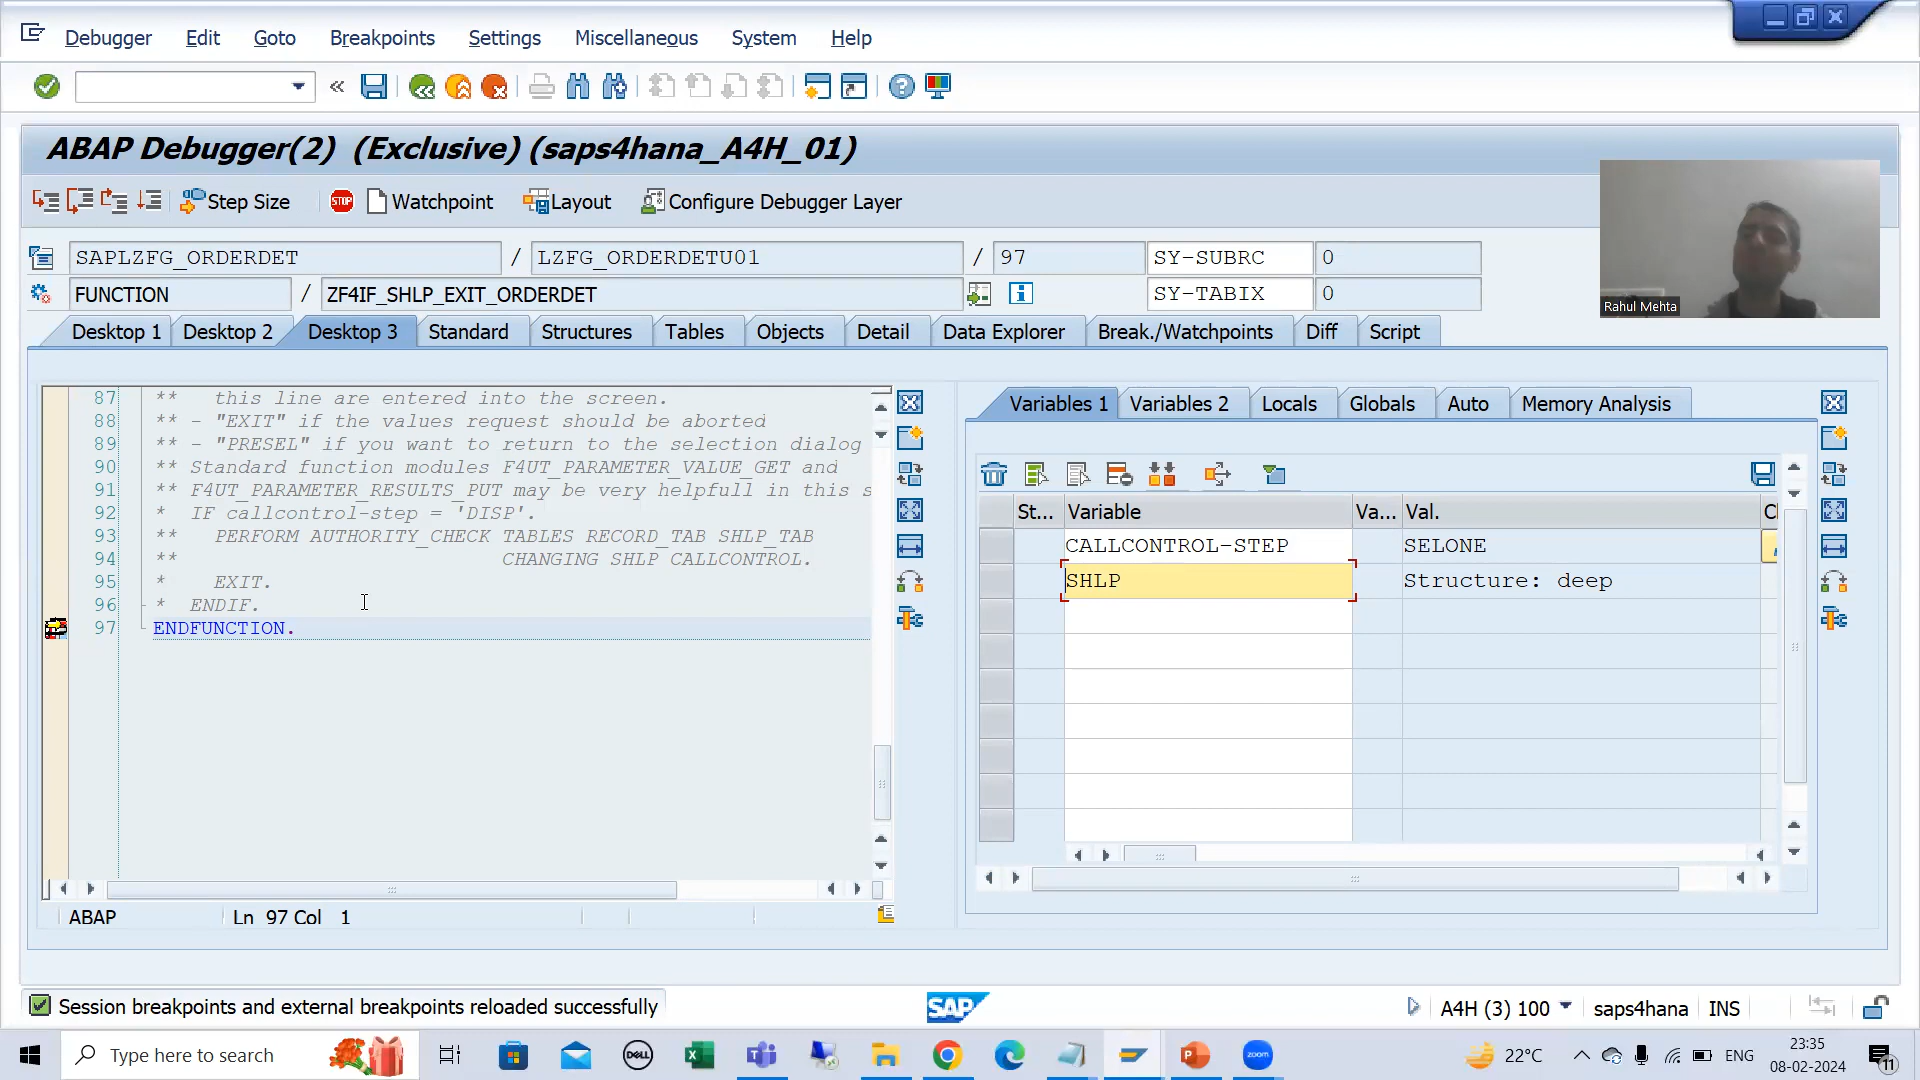 Debugger Edit Goto Breakpoints Settings Miscellaneous System Help
ABAP Debugger(2) (Exclusive) (saps4hana_A4H_01)
Step Size STOP Watchpoint Layout Configure Debugger Layer
SAPLZFG_ORDERDET / LZFG_ORDERDETU01 / 97 SY-SUBRC 0
FUNCTION / ZF4IF_SHLP_EXIT_ORDERDET SY-TABIX 0
Rahul Mehta
Desktop 1 Desktop 2 Desktop 3 Standard Structures Tables Objects Detail Data Explorer Break./Watchpoints Diff Script
87 ** this line are entered into the screen.
88 ** - "EXIT" if the values request should be aborted
89 ** - "PRESEL" if you want to return to the selection dialog
90 ** Standard function modules F4UT_PARAMETER_VALUE_GET and
91 ** F4UT_PARAMETER_RESULTS_PUT may be very helpfull in this s
92 * IF callcontrol-step = 'DISP'.
93 ** PERFORM AUTHORITY_CHECK TABLES RECORD_TAB SHLP_TAB
94 ** CHANGING SHLP CALLCONTROL.
95 * EXIT.
96 * ENDIF.
97 ENDFUNCTION.
ABAP Ln 97 Col 1
Variables 1 Variables 2 Locals Globals Auto Memory Analysis
St... Variable Va... Val. C
CALLCONTROL-STEP SELONE
SHLP Structure: deep
Session breakpoints and external breakpoints reloaded successfully
SAP
A4H (3) 100 saps4hana INS
Type here to search
DELL
zoom
22°C ENG
23:35
08-02-2024
11